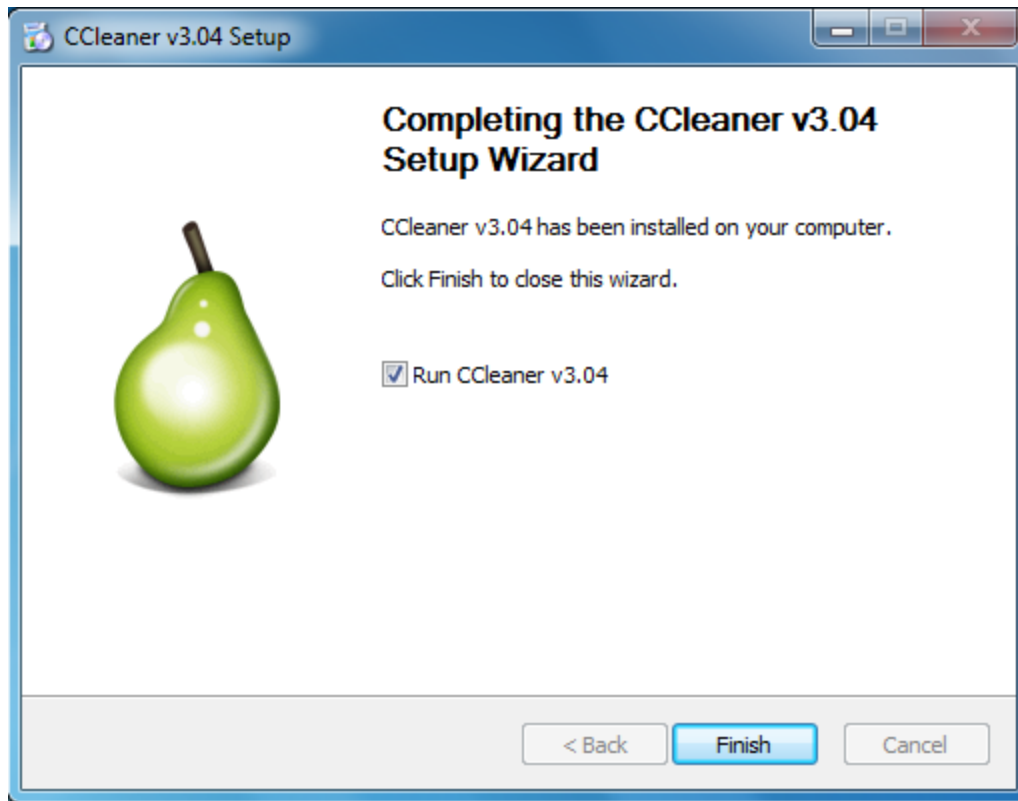 CCleaner v3.04 Setup
Completing the CCleaner v3.04
Setup Wizard
CCleaner v3.04 has been installed on your computer.
Click Finish to close this wizard.
Run CCleaner v3.04
< Back
Finish
Cancel